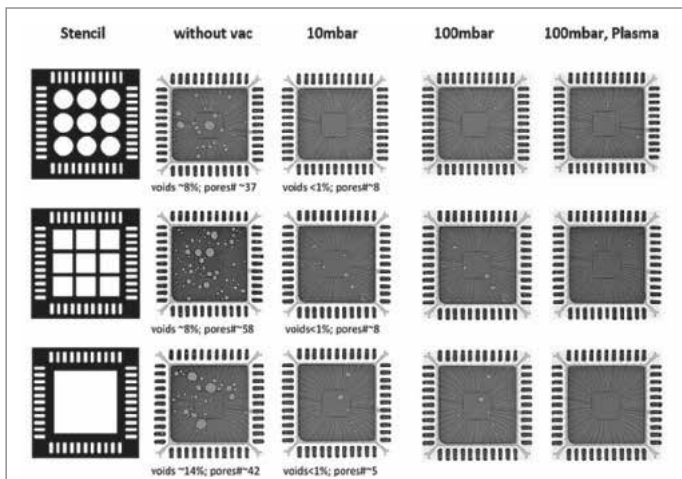 Stencil without vac 10mbar 100mbar 100mbar, Plasma
voids ~8%; pores# ~37 voids <1%; pores#~8
voids ~8%; pores#~58 voids<1%; pores#~8
voids ~14%; pores#~42 voids<1%; pores#~5